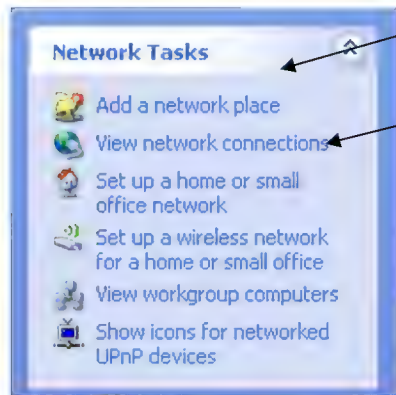 Network Tasks
Add a network place
View network connections
Set up a home or small
office network
Set up a wireless network
for a home or small office
View workgroup computers
Show icons for networked
UPnP devices